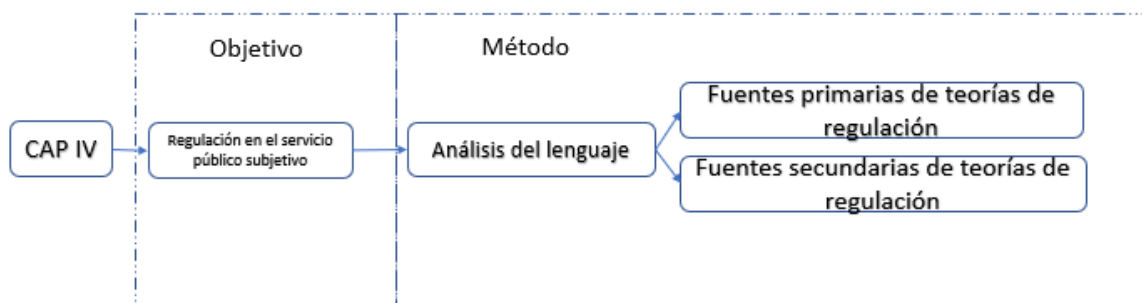 Objetivo
Método
CAP IV
Regulación en el servicio
público subjetivo
Análisis del lenguaje
Fuentes primarias de teorías de
regulación
Fuentes secundarias de teorías de
regulación